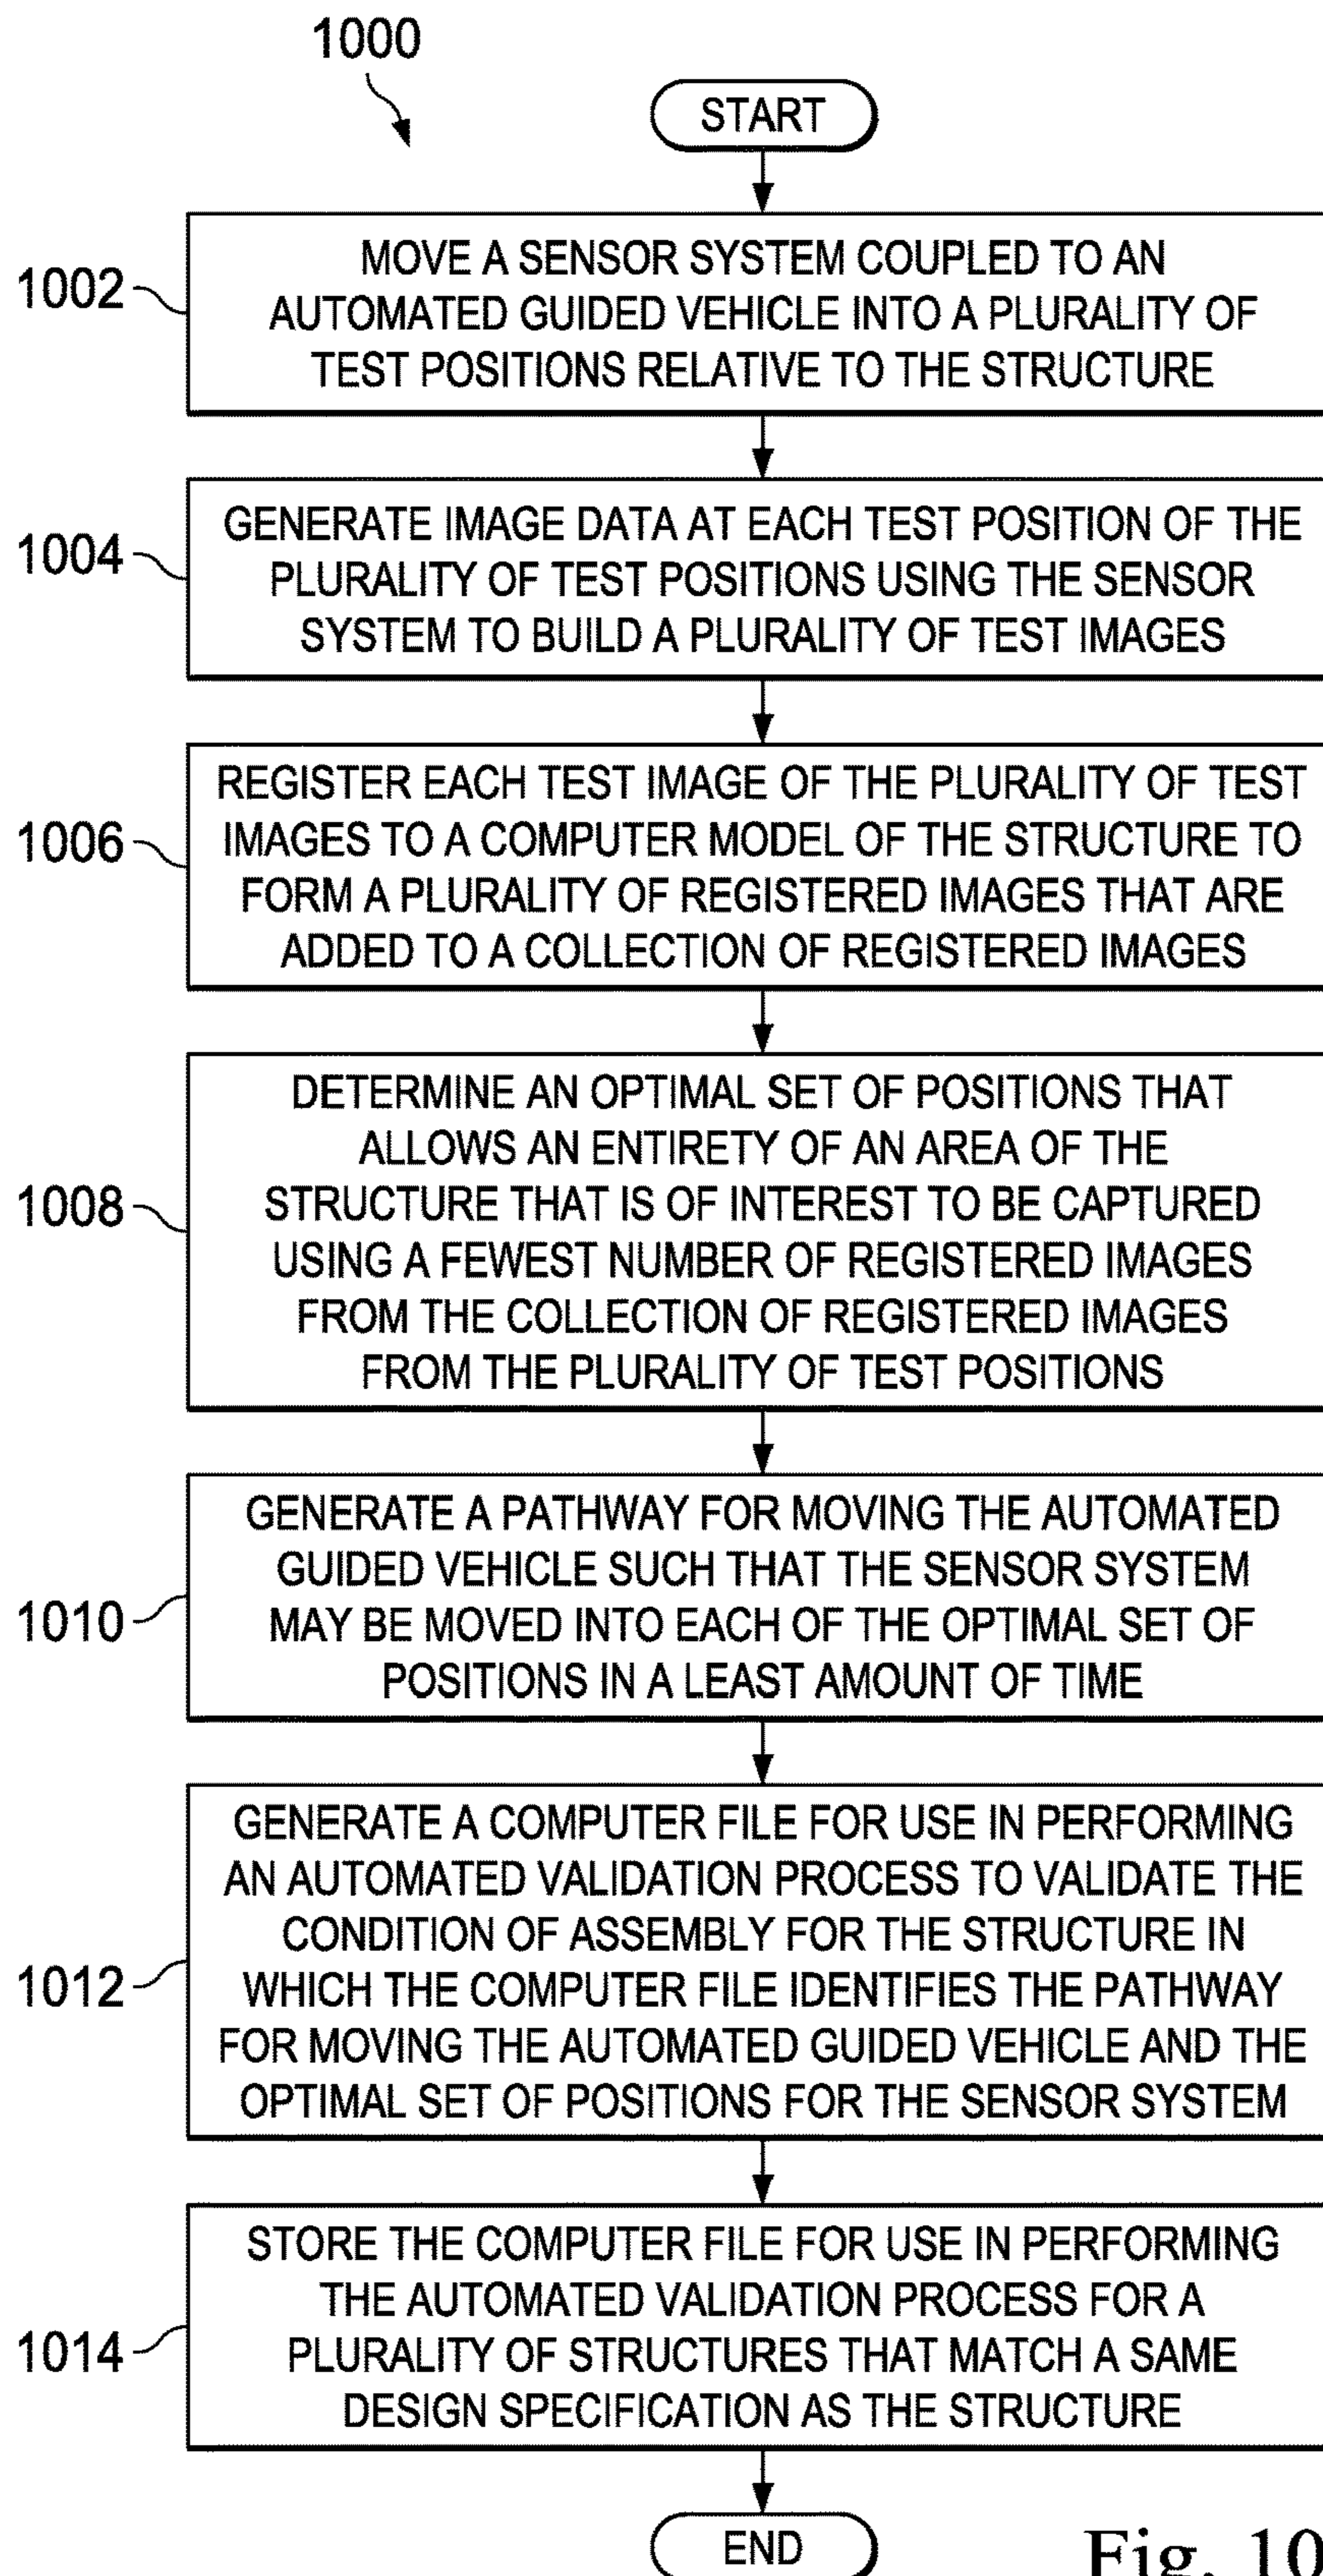 1000
START
1002
MOVE A SENSOR SYSTEM COUPLED TO AN
AUTOMATED GUIDED VEHICLE INTO A PLURALITY OF
TEST POSITIONS RELATIVE TO THE STRUCTURE
1004
GENERATE IMAGE DATA AT EACH TEST POSITION OF THE
PLURALITY OF TEST POSITIONS USING THE SENSOR
SYSTEM TO BUILD A PLURALITY OF TEST IMAGES
1006
REGISTER EACH TEST IMAGE OF THE PLURALITY OF TEST
IMAGES TO A COMPUTER MODEL OF THE STRUCTURE TO
FORM A PLURALITY OF REGISTERED IMAGES THAT ARE
ADDED TO A COLLECTION OF REGISTERED IMAGES
1008
DETERMINE AN OPTIMAL SET OF POSITIONS THAT
ALLOWS AN ENTIRETY OF AN AREA OF THE
STRUCTURE THAT IS OF INTEREST TO BE CAPTURED
USING A FEWEST NUMBER OF REGISTERED IMAGES
FROM THE COLLECTION OF REGISTERED IMAGES
FROM THE PLURALITY OF TEST POSITIONS
1010
GENERATE A PATHWAY FOR MOVING THE AUTOMATED
GUIDED VEHICLE SUCH THAT THE SENSOR SYSTEM
MAY BE MOVED INTO EACH OF THE OPTIMAL SET OF
POSITIONS IN A LEAST AMOUNT OF TIME
1012
GENERATE A COMPUTER FILE FOR USE IN PERFORMING
AN AUTOMATED VALIDATION PROCESS TO VALIDATE THE
CONDITION OF ASSEMBLY FOR THE STRUCTURE IN
WHICH THE COMPUTER FILE IDENTIFIES THE PATHWAY
FOR MOVING THE AUTOMATED GUIDED VEHICLE AND THE
OPTIMAL SET OF POSITIONS FOR THE SENSOR SYSTEM
1014
STORE THE COMPUTER FILE FOR USE IN PERFORMING
THE AUTOMATED VALIDATION PROCESS FOR A
PLURALITY OF STRUCTURES THAT MATCH A SAME
DESIGN SPECIFICATION AS THE STRUCTURE
END
Fig. 10